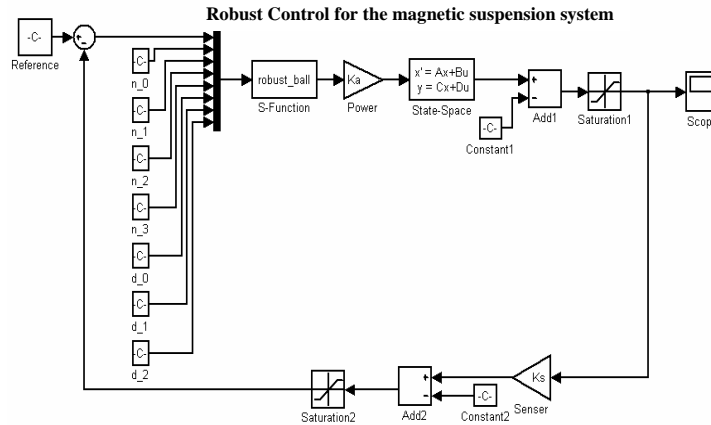 Robust Control for the magnetic suspension system
-C-
Reference
-C-
n_0
-C-
n_1
-C-
n_2
-C-
n_3
-C-
d_0
-C-
d_1
-C-
d_2
robust_ball
S-Function
Ka
Power
x' = Ax+Bu
y = Cx+Du
State-Space
-C-
Constant1
Add1
Saturation1
Scop
Ks
Senser
-C-
Constant2
Add2
Saturation2